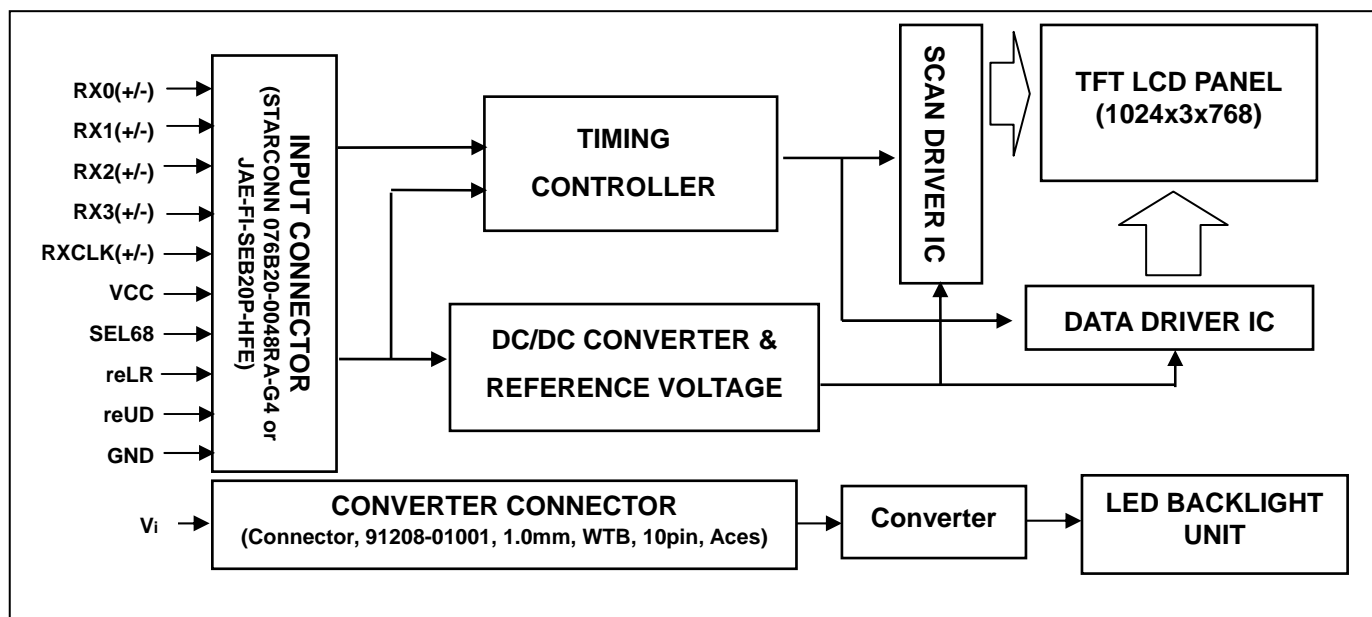 RX0(+/-)
RX1(+/-)
RX2(+/-)
RX3(+/-)
RXCLK(+/-)
VCC
SEL68
reLR
reUD
GND
INPUT CONNECTOR
(STARCONN 076B20-0048RA-G4 or
JAE-FI-SEB20P-HFE)
TIMING
CONTROLLER
DC/DC CONVERTER &
REFERENCE VOLTAGE
SCAN DRIVER IC
TFT LCD PANEL
(1024x3x768)
DATA DRIVER IC
Vi
CONVERTER CONNECTOR
(Connector, 91208-01001, 1.0mm, WTB, 10pin, Aces)
Converter
LED BACKLIGHT
UNIT